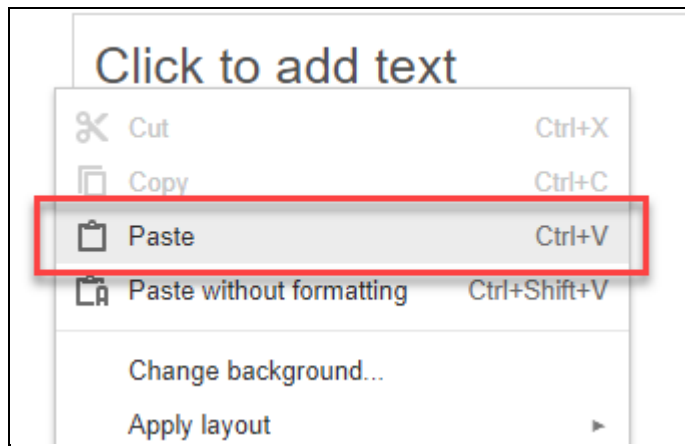 Click to add text
Cut Ctrl+X
Copy Ctrl+C
Paste Ctrl+V
Paste without formatting Ctrl+Shift+V
Change background...
Apply layout